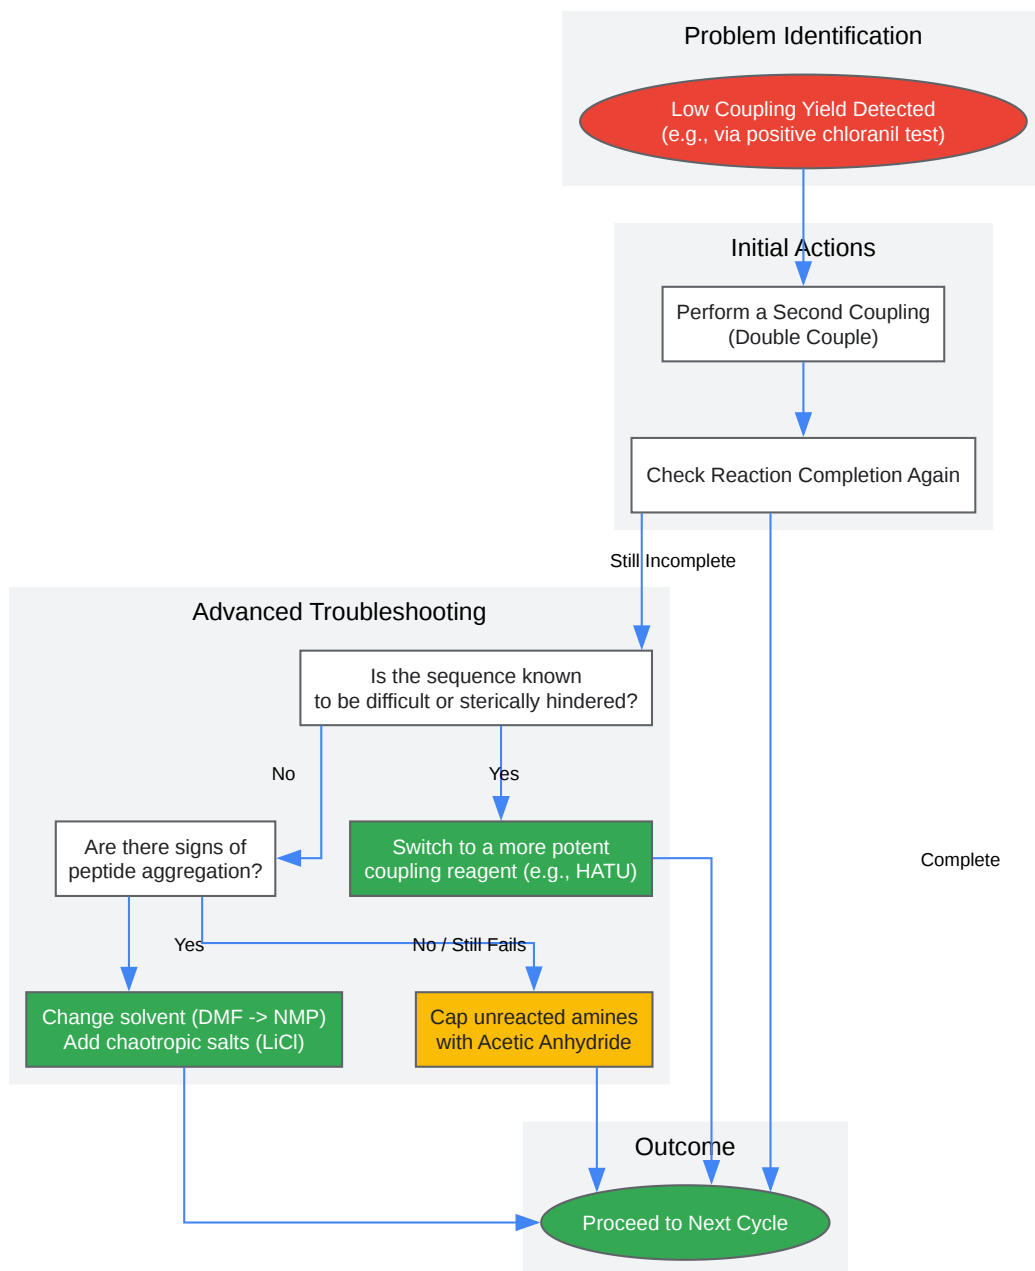 Problem Identification
Low Coupling Yield Detected
(e.g., via positive chloranil test)
Initial Actions
Perform a Second Coupling
(Double Couple)
Check Reaction Completion Again
Still Incomplete
Advanced Troubleshooting
Is the sequence known
to be difficult or sterically hindered?
No
Yes
Are there signs of
peptide aggregation?
Switch to a more potent
coupling reagent (e.g., HATU)
Complete
Yes
No / Still Fails
Change solvent (DMF -> NMP)
Add chaotropic salts (LiCl)
Cap unreacted amines
with Acetic Anhydride
Outcome
Proceed to Next Cycle